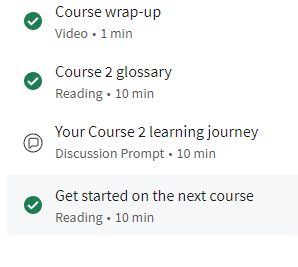 Course wrap-up
Video • 1 min
Course 2 glossary
Reading • 10 min
Your Course 2 learning journey
Discussion Prompt • 10 min
Get started on the next course
Reading • 10 min